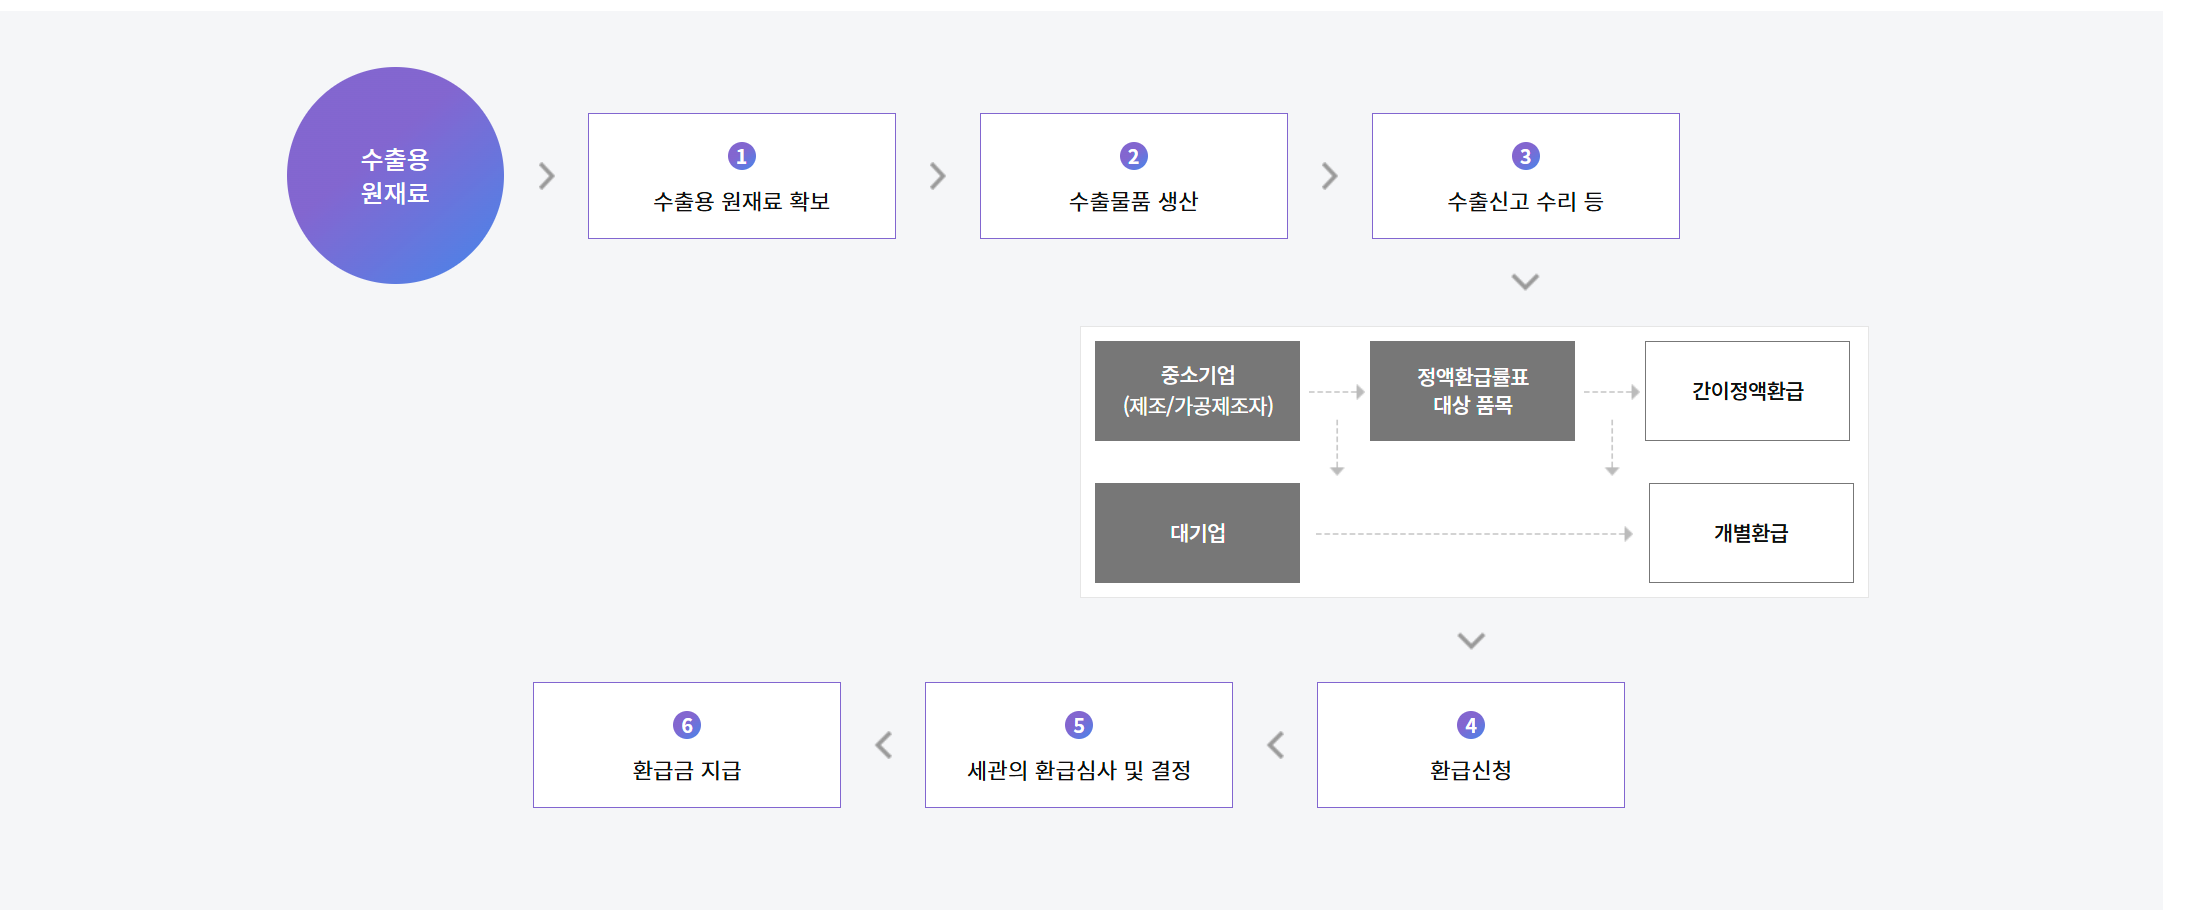 수출용
원재료
1
수출용 원재료 확보
2
수출물품 생산
3
수출신고 수리 등
중소기업
(제조/가공제조자)
정액환급률표
대상 품목
간이정액환급
대기업
개별환급
4
환급신청
5
세관의 환급심사 및 결정
6
환급금 지급